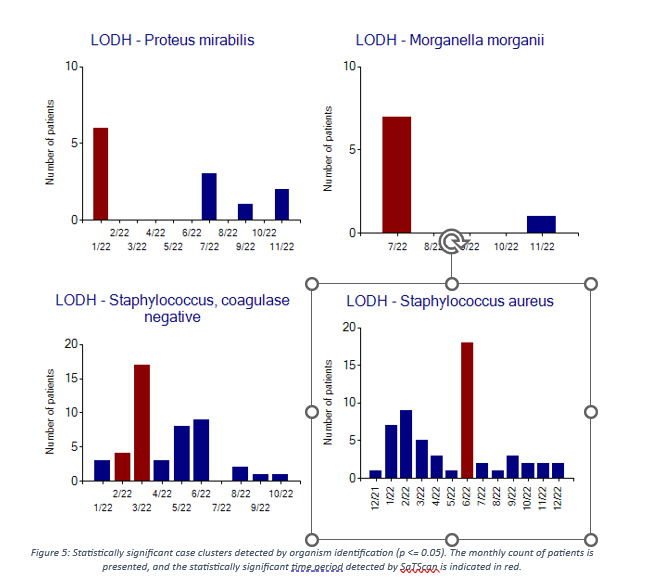 LODH - Proteus mirabilis
Number of patients
10
5
0
2/22 4/22 6/22 8/22 10/22
1/22 3/22 5/22 7/22 9/22 11/22
LODH - Morganella morganii
Number of patients
10
5
0
7/22 8/22 9/22 10/22 11/22
LODH - Staphylococcus, coagulase
negative
Number of patients
20
15
10
5
0
2/22 4/22 6/22 8/22 10/22
1/22 3/22 5/22 7/22 9/22
LODH - Staphylococcus aureus
Number of patients
20
15
10
5
0
12/21 1/22 2/22 3/22 4/22 5/22 6/22 7/22 8/22 9/22 10/22 11/22 12/22
Figure 5: Statistically significant case clusters detected by organism identification (p <= 0.05). The monthly count of patients is
presented, and the statistically significant time period detected by SaTScan is indicated in red.